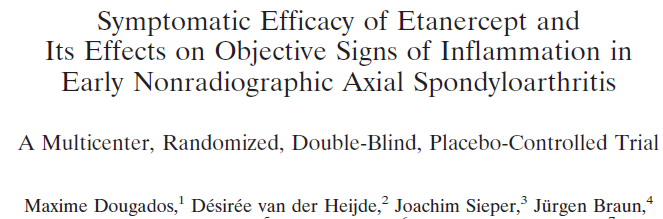 Symptomatic Efficacy of Etanercept and
Its Effects on Objective Signs of Inflammation in
Early Nonradiographic Axial Spondyloarthritis
A Multicenter, Randomized, Double-Blind, Placebo-Controlled Trial
Maxime Dougados,¹ Désirée van der Heijde,² Joachim Sieper,³ Jürgen Braun,⁴